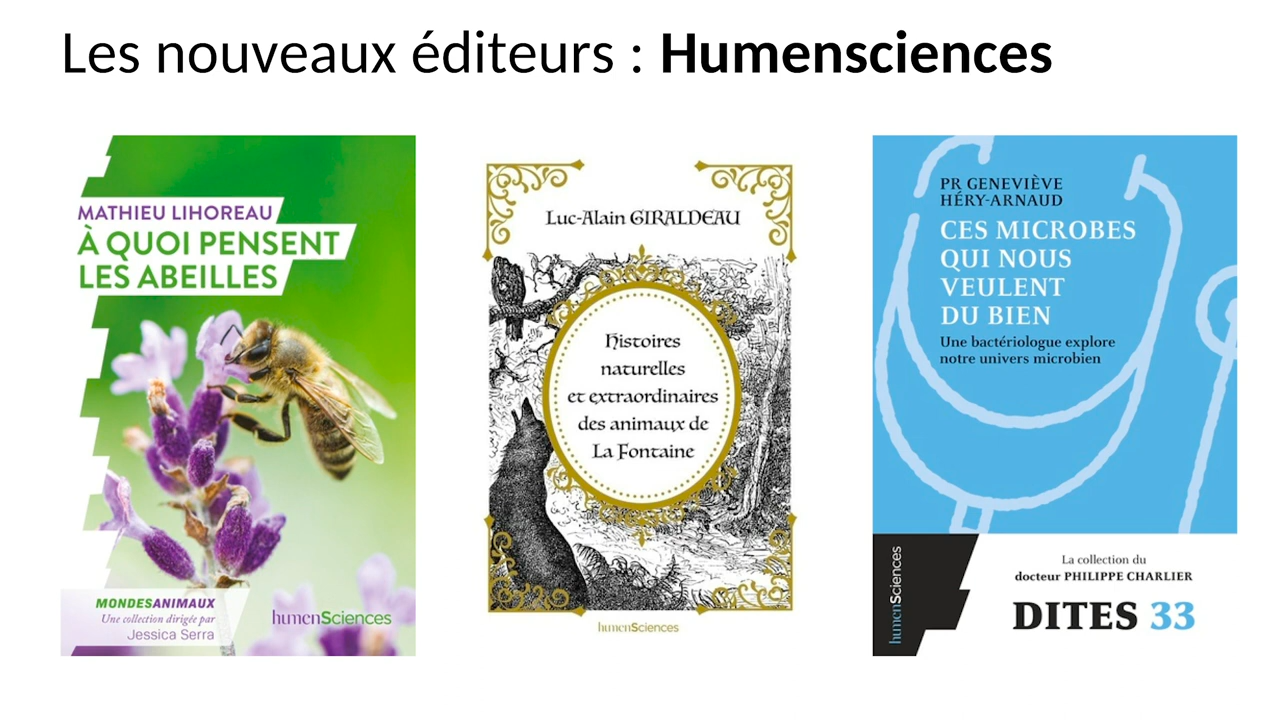 Les nouveaux éditeurs : Humensciences
MATHIEU LIHOREAU
À QUOI PENSENT
LES ABEILLES
MONDESANIMAUX
Une collection dirigée par
Jessica Serra
humenSciences
Luc-Alain GIRALDEAU
Histoires
naturelles
et extraordinaires
des animaux de
La Fontaine
humenSciences
PR GENEVIÈVE
HÉRY-ARNAUD
CES MICROBES
QUI NOUS
VEULENT
DU BIEN
Une bactériologue explore
notre univers microbien
humenSciences
La collection du
docteur PHILIPPE CHARLIER
DITES 33